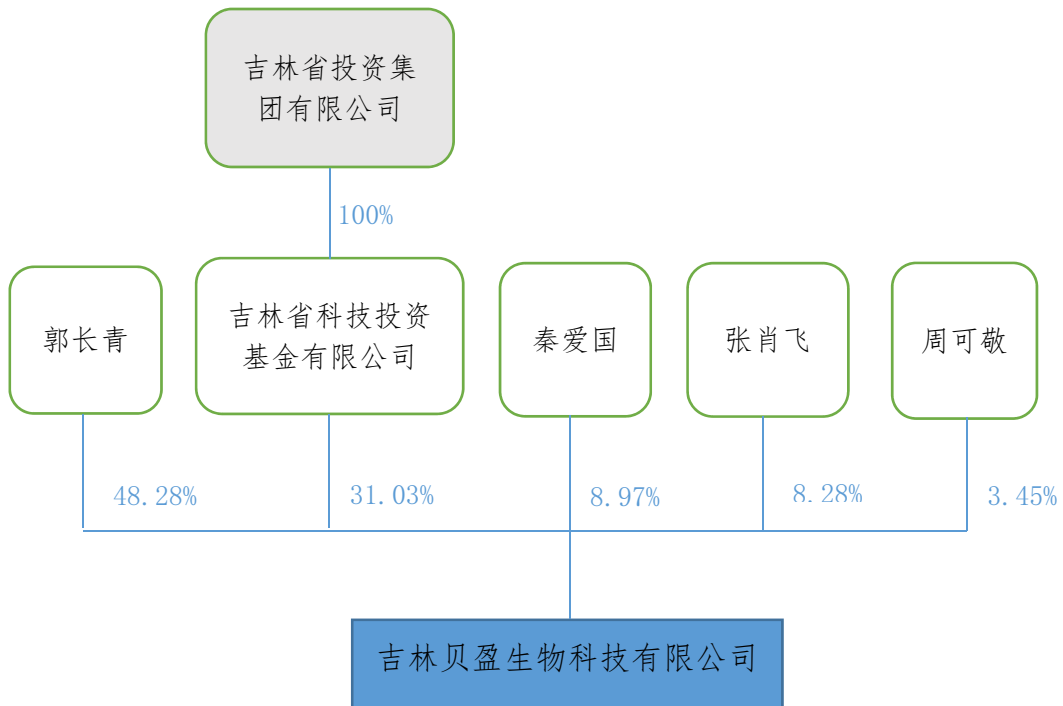 吉林省投资集
团有限公司
100%
郭长青
吉林省科技投资
基金有限公司
秦爱国
张肖飞
周可敬
48.28%
31.03%
8.97%
8.28%
3.45%
吉林贝盈生物科技有限公司